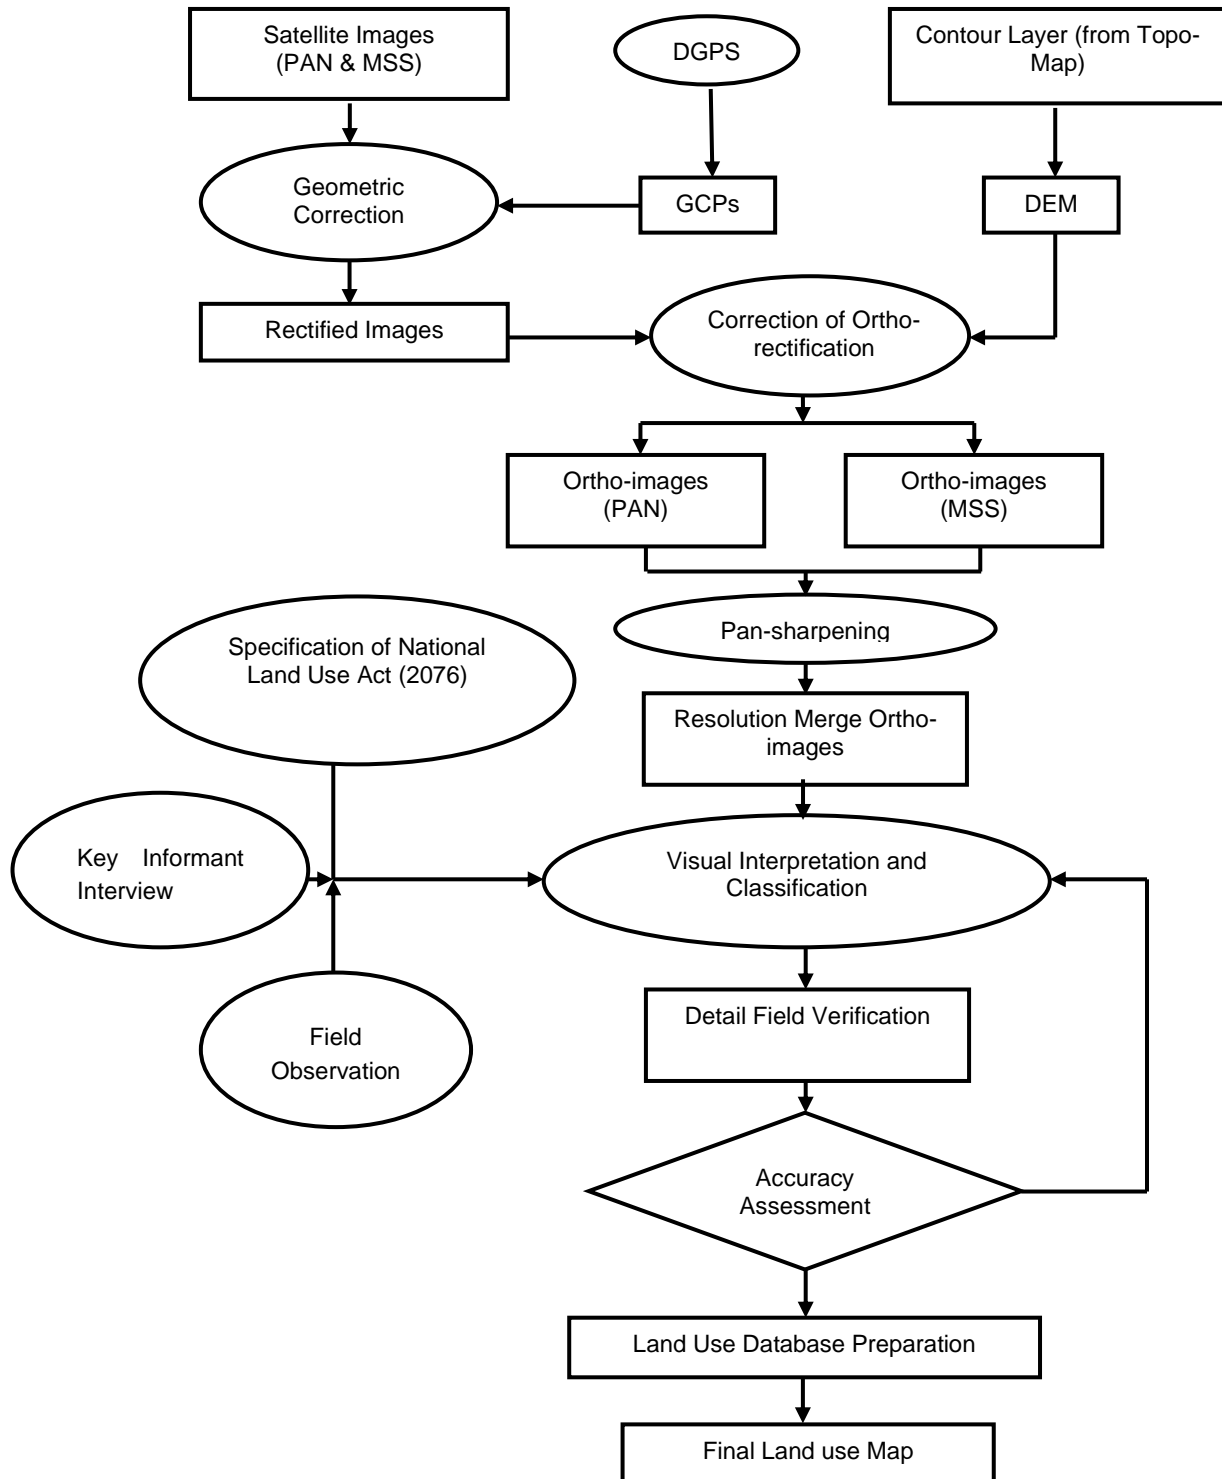 Satellite Images
(PAN & MSS)
DGPS
Contour Layer (from Topo-
Map)
Geometric
Correction
GCPs
DEM
Rectified Images
Correction of Ortho-
rectification
Ortho-images
(PAN)
Ortho-images
(MSS)
Pan-sharpening
Specification of National
Land Use Act (2076)
Resolution Merge Ortho-
images
Key Informant
Interview
Visual Interpretation and
Classification
Detail Field Verification
Field
Observation
Accuracy
Assessment
Land Use Database Preparation
Final Land use Map